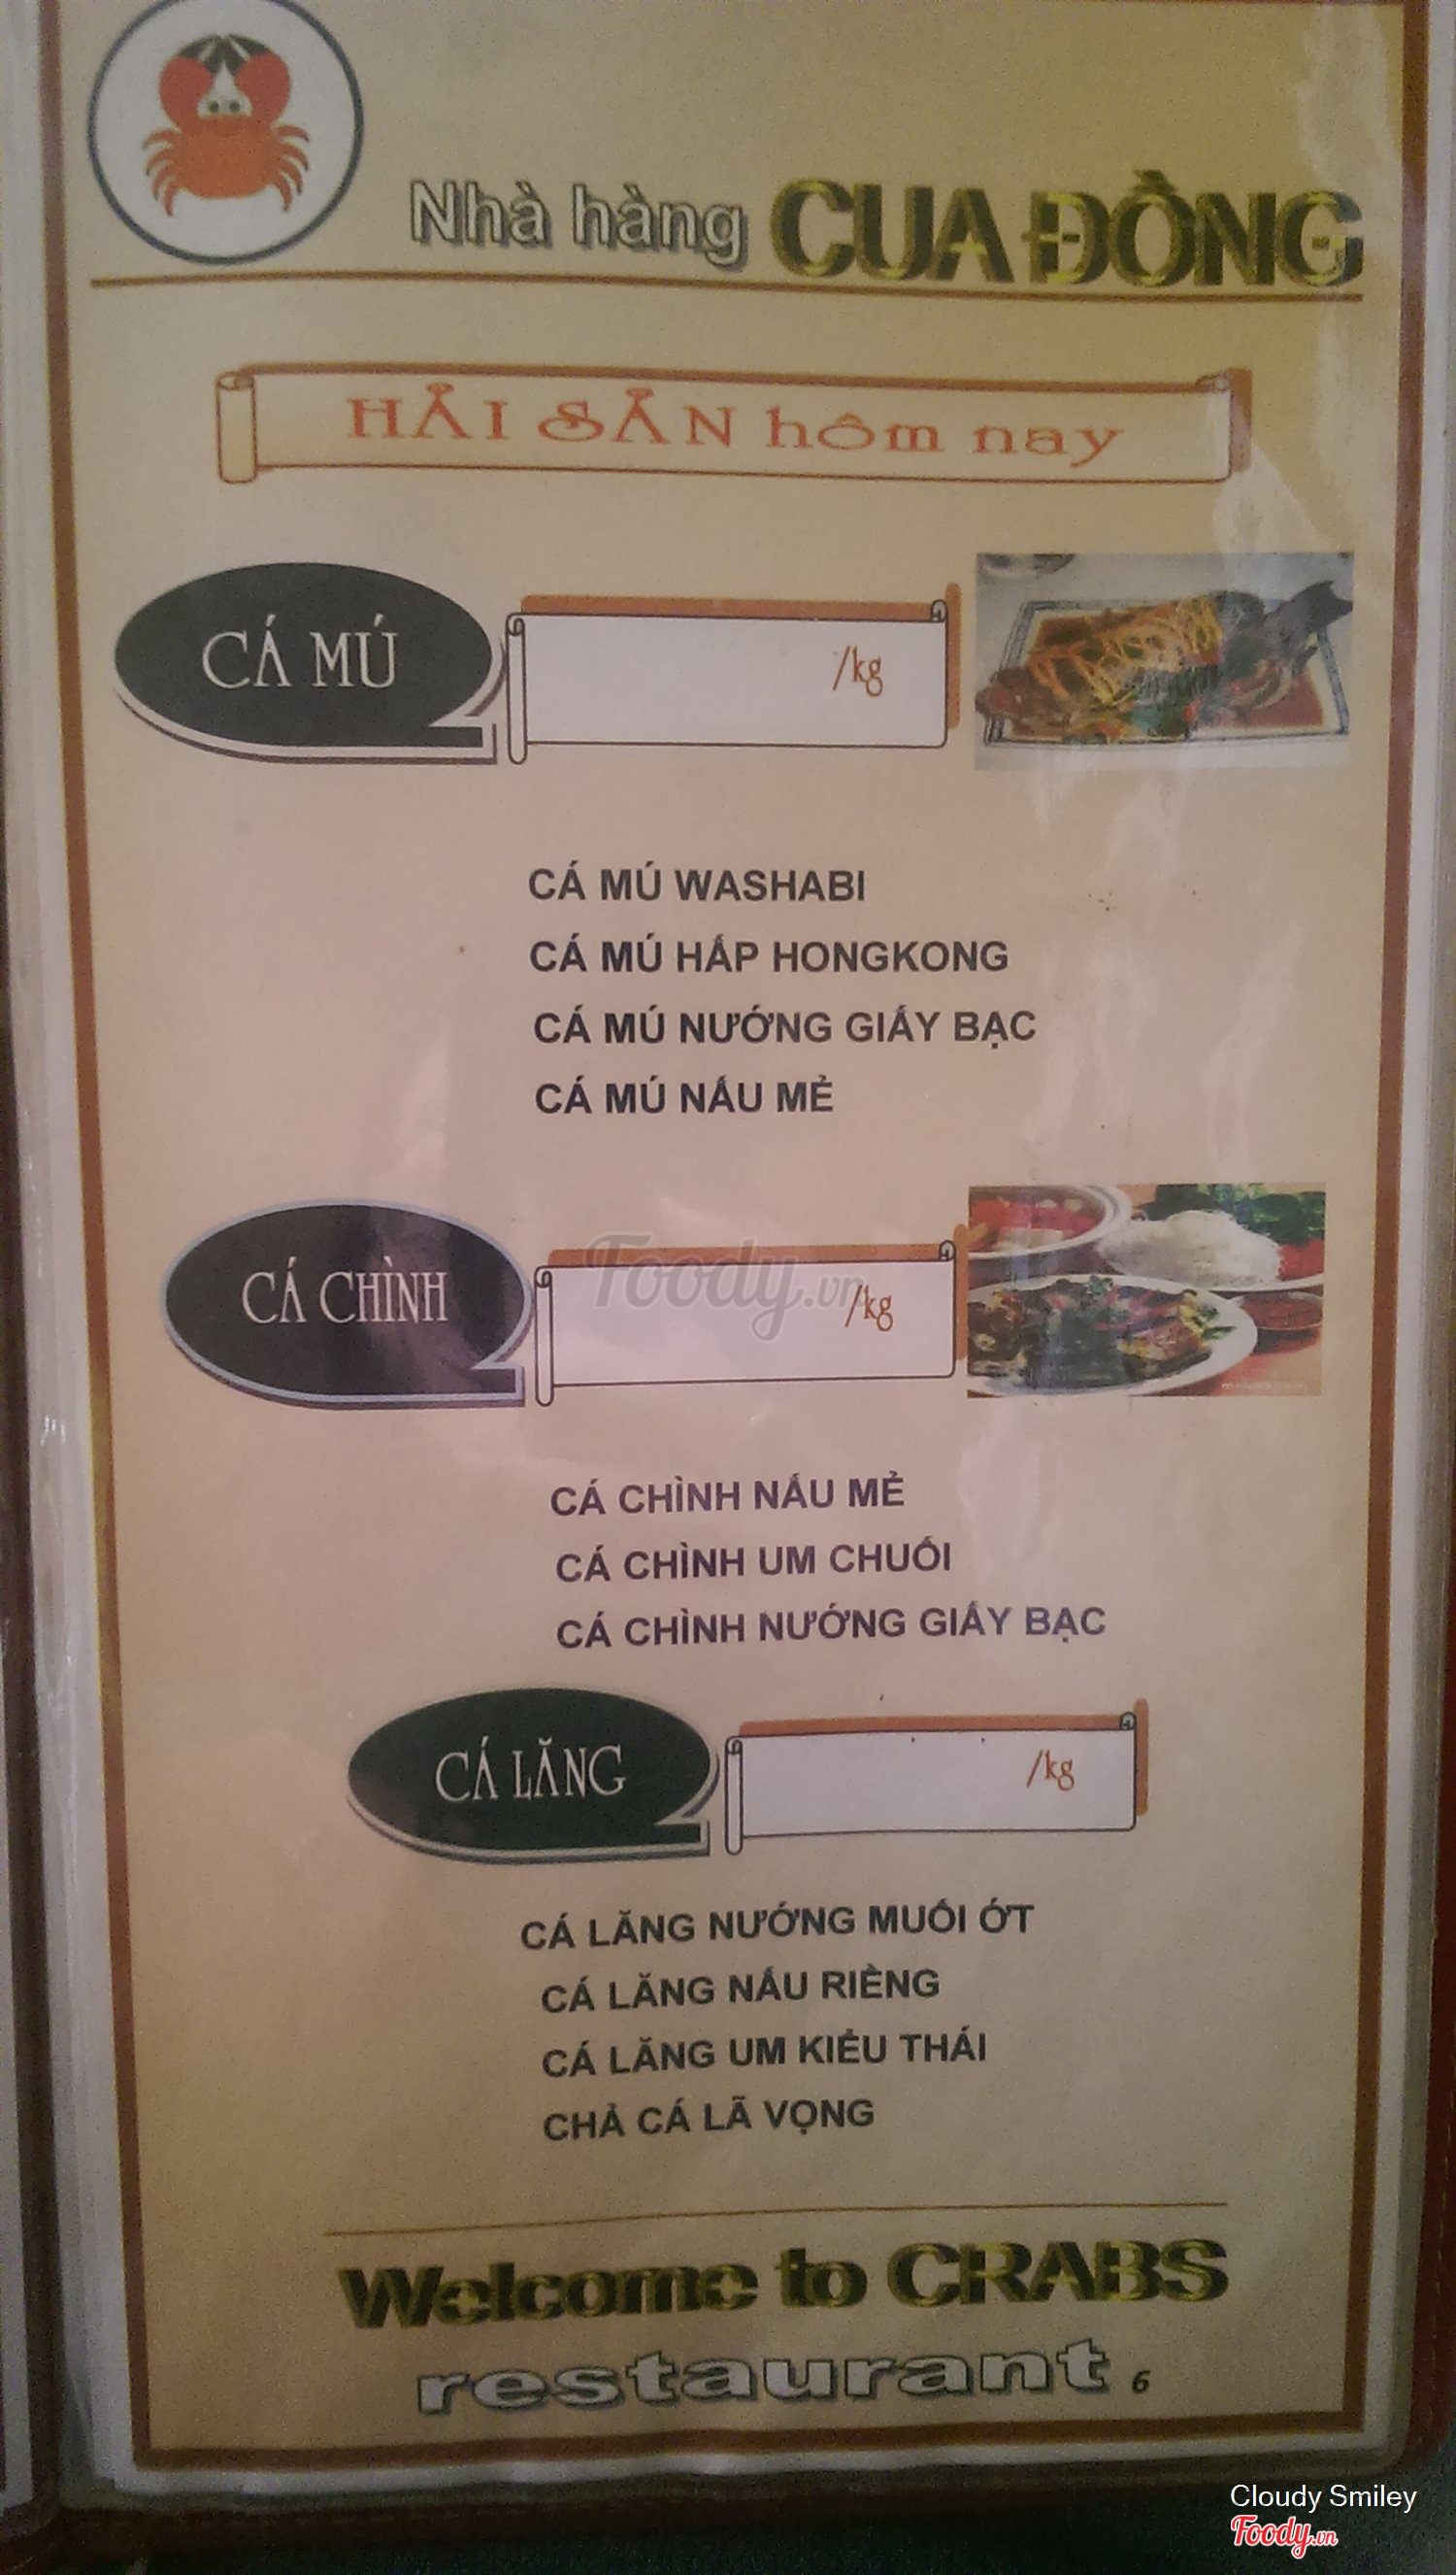 Nhà hàng CUA ĐỒNG
HẢI SẢN hôm nay
CÁ MÚ
/kg
CÁ MÚ WASHABI
CÁ MÚ HẤP HONGKONG
CÁ MÚ NƯỚNG GIẤY BẠC
CÁ MÚ NẤU MẺ
Foody.vn
CÁ CHÌNH
/kg
CÁ CHÌNH NẤU MẺ
CÁ CHÌNH UM CHUỐI
CÁ CHÌNH NƯỚNG GIẤY BẠC
CÁ LĂNG
/kg
CÁ LĂNG NƯỚNG MUỐI ỚT
CÁ LĂNG NẤU RIỀNG
CÁ LĂNG UM KIỂU THÁI
CHẢ CÁ LÃ VỌNG
Welcome to CRABS
restaurant 6
Cloudy Smiley
Foody.vn